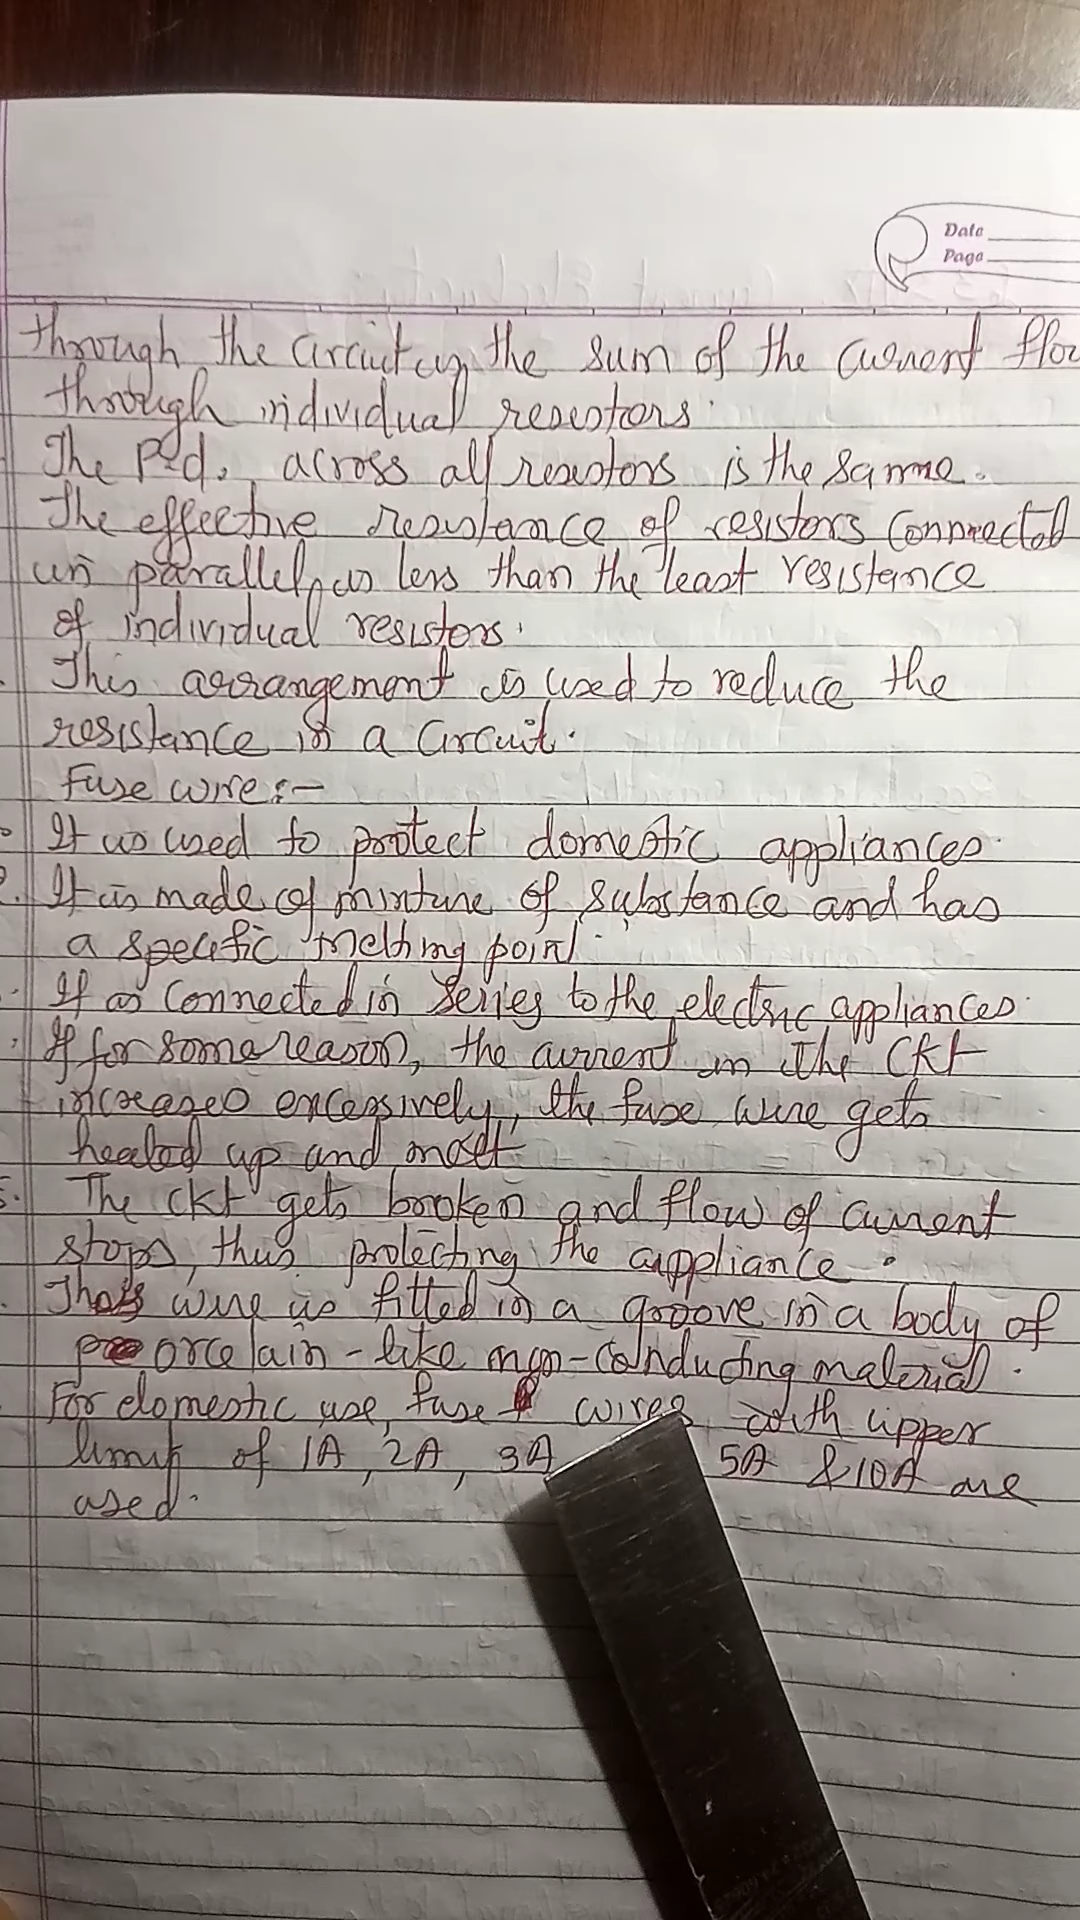 Date
Page
through the circuit is the sum of the current flow
through individual resistors.
The P.d. across all resistors is the same.
The effective resistance of resistors connected
in parallel is less than the least resistance
of individual resistors.
This arrangement is used to reduce the
resistance in a circuit.
Fuse wire:-
It is used to protect domestic appliances.
2. It is made of mixture of substance and has
a specific melting point.
It is connected in series to the electric appliances.
If for some reason, the current in the Ckt
increased excessively, the fuse wire gets
heated up and melt
5. The ckt gets broken and flow of current
stops, thus protecting the appliance.
This wire is fitted in a groove in a body of
porcelain-like non-conducting material.
For domestic use, fuse wires with upper
limit of 1A, 2A, 3A 5A & 10A are
used.